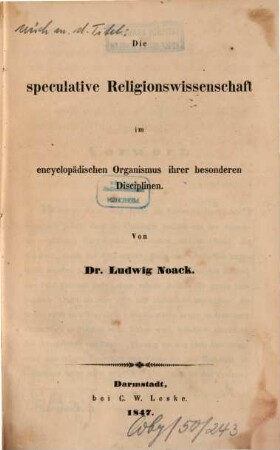 Die
speculative Religionswissenschaft
im
encyclopädischen Organismus ihrer besonderen
Disciplinen.
Von
Dr. Ludwig Noack.
Darmstadt,
bei C. W. Leske.
1847.